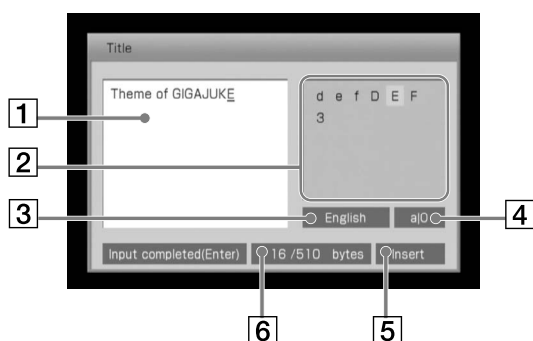 Title
Theme of GIGAJUKE
d e f D E F
3
1
2
3
English
a|O
4
Input completed(Enter)
16 /510 bytes
Insert
6
5